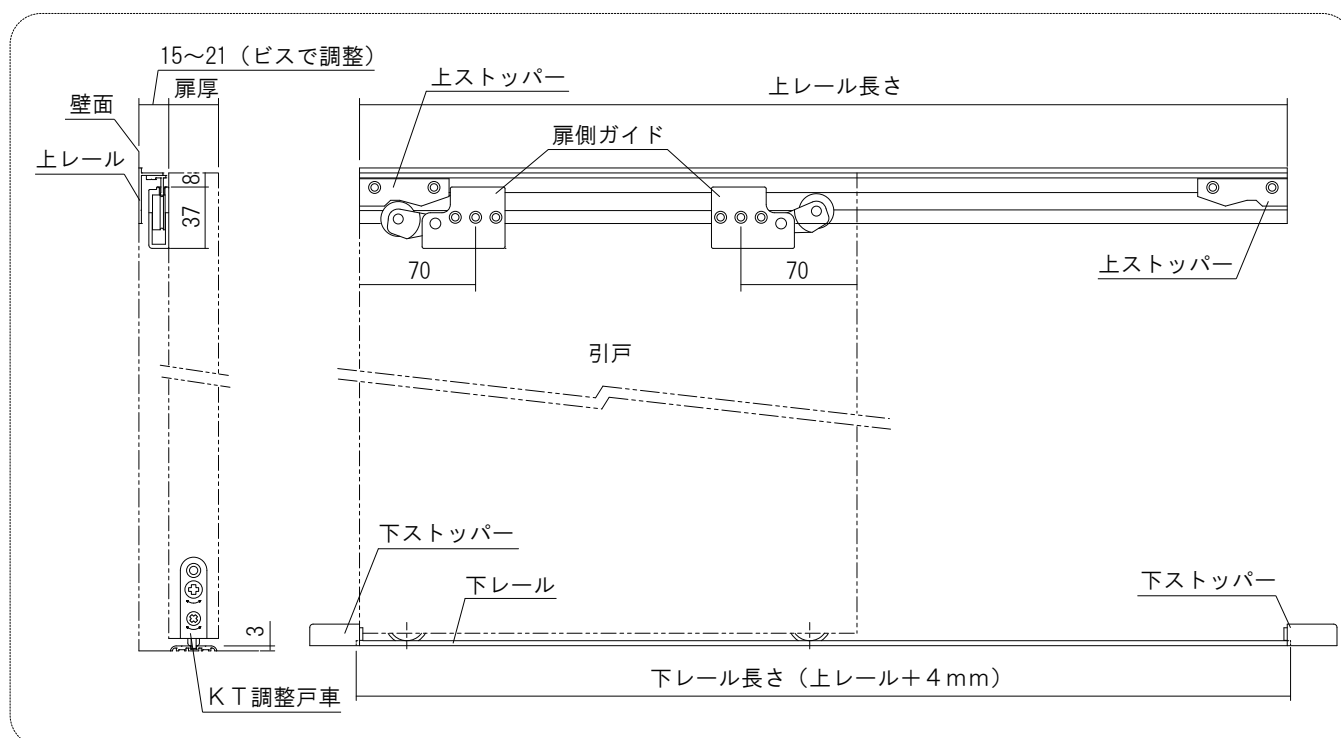 15～21（ビスで調整）
扉厚
壁面
上レール
8
37
上ストッパー
上レール長さ
扉側ガイド
70
70
上ストッパー
引戸
下ストッパー
下レール
下ストッパー
3
下レール長さ（上レール＋４mm）
ＫＴ調整戸車